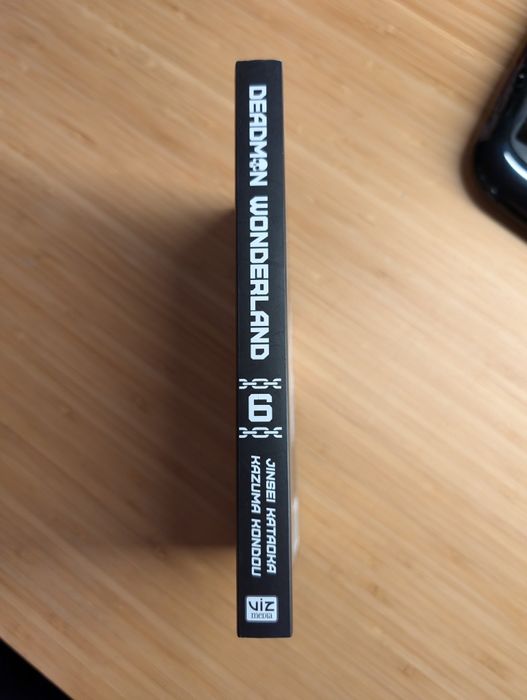 DEADMAN WONDERLAND
6
JINSEI KATAOKA
KAZUMA KONDOU
VIZ
media